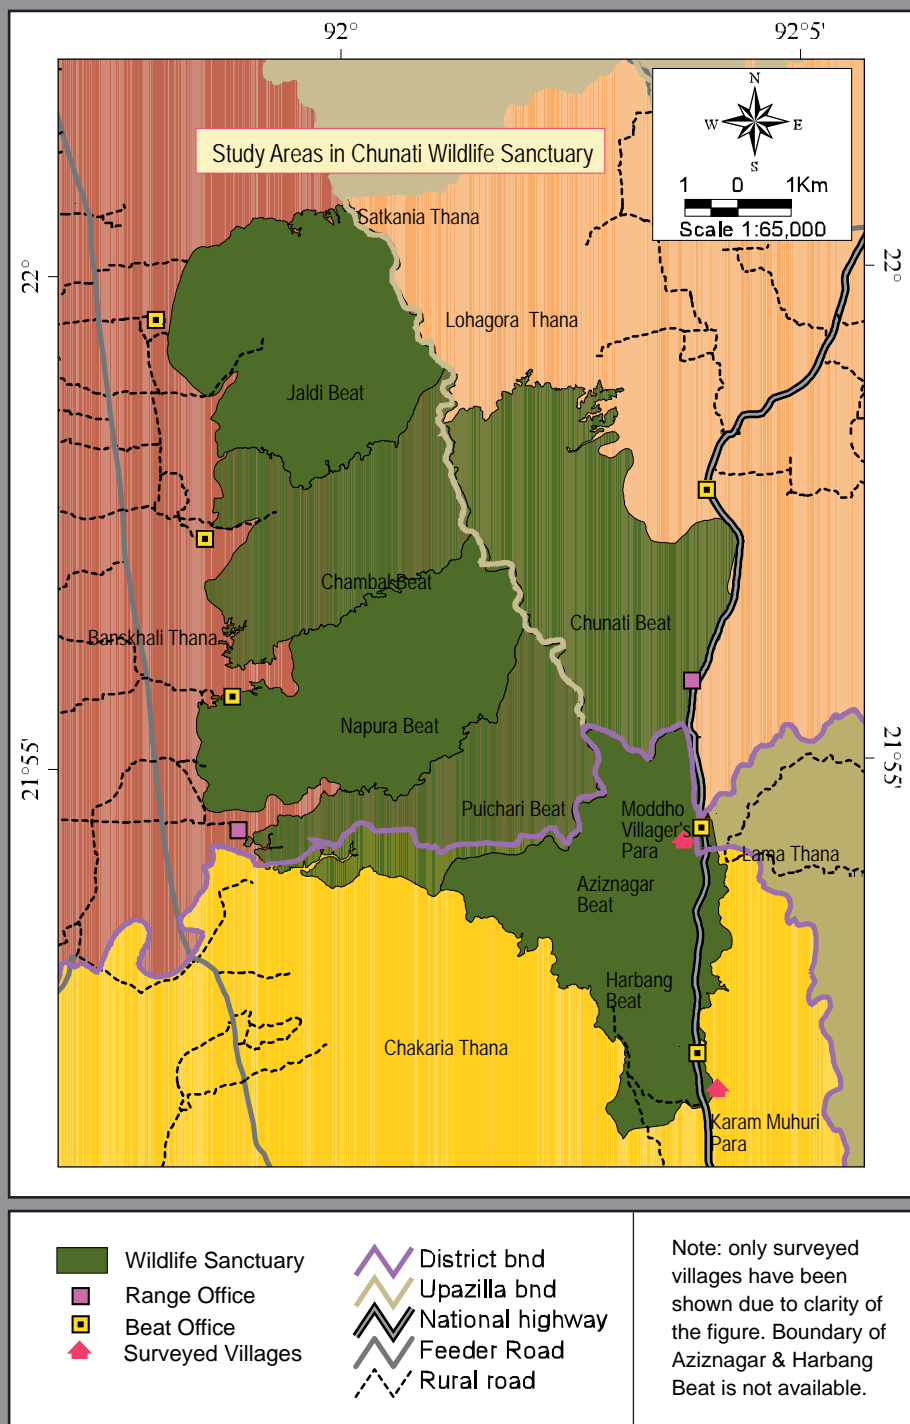 92°
92°5'
N
W
E
S
1 0 1Km
Scale 1:65,000
Study Areas in Chunati Wildlife Sanctuary
Satkania Thana
22°
22°
Lohagora Thana
Jaldi Beat
Chambal Beat
Chunati Beat
Banskhali Thana
Napura Beat
21°55'
21°55'
Puichari Beat
Moddho
Villager's
Para
Lama Thana
Aziznagar
Beat
Harbang
Beat
Chakaria Thana
Karam Muhuri
Para
Wildlife Sanctuary
Range Office
Beat Office
Surveyed Villages
District bnd
Upazilla bnd
National highway
Feeder Road
Rural road
Note: only surveyed
villages have been
shown due to clarity of
the figure. Boundary of
Aziznagar & Harbang
Beat is not available.